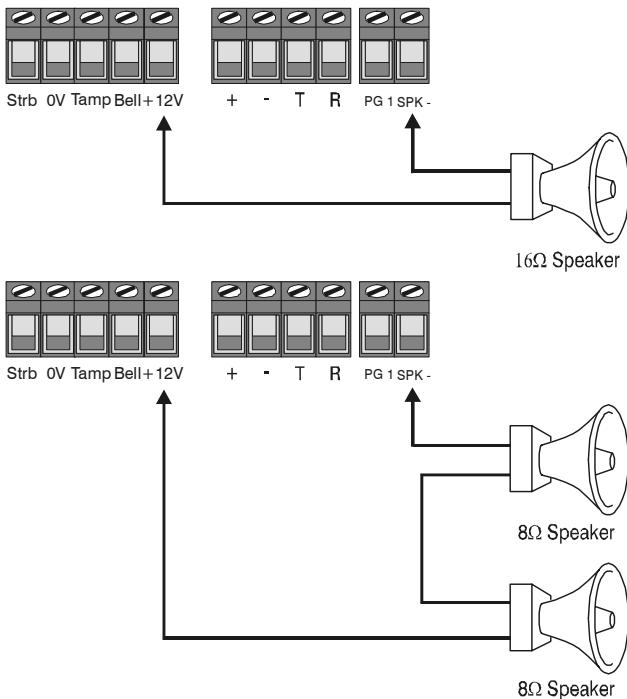 Strb 0V Tamp Bell+12V + - T R PG 1 SPK -
16Ω Speaker
Strb 0V Tamp Bell+12V + - T R PG 1 SPK -
8Ω Speaker
8Ω Speaker